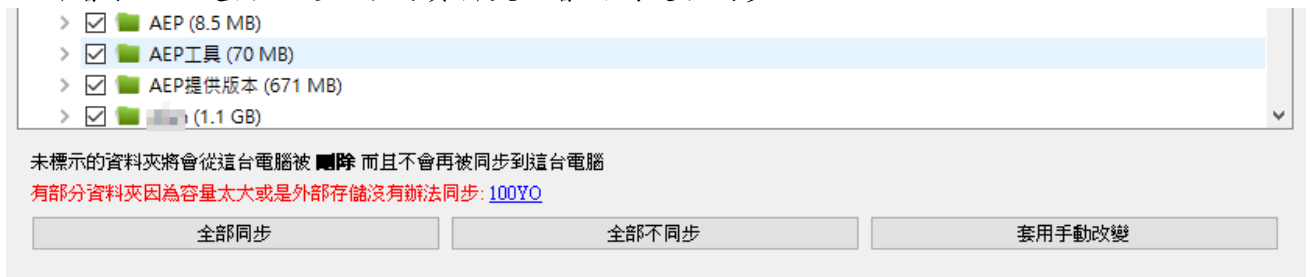 AEP (8.5 MB)
AEP工具 (70 MB)
AEP提供版本 (671 MB)
(1.1 GB)
未標示的資料夾將會從這台電腦被 刪除 而且不會再被同步到這台電腦
有部分資料夾因為容量太大或是外部存儲沒有辦法同步: 100YO
全部同步
全部不同步
套用手動改變